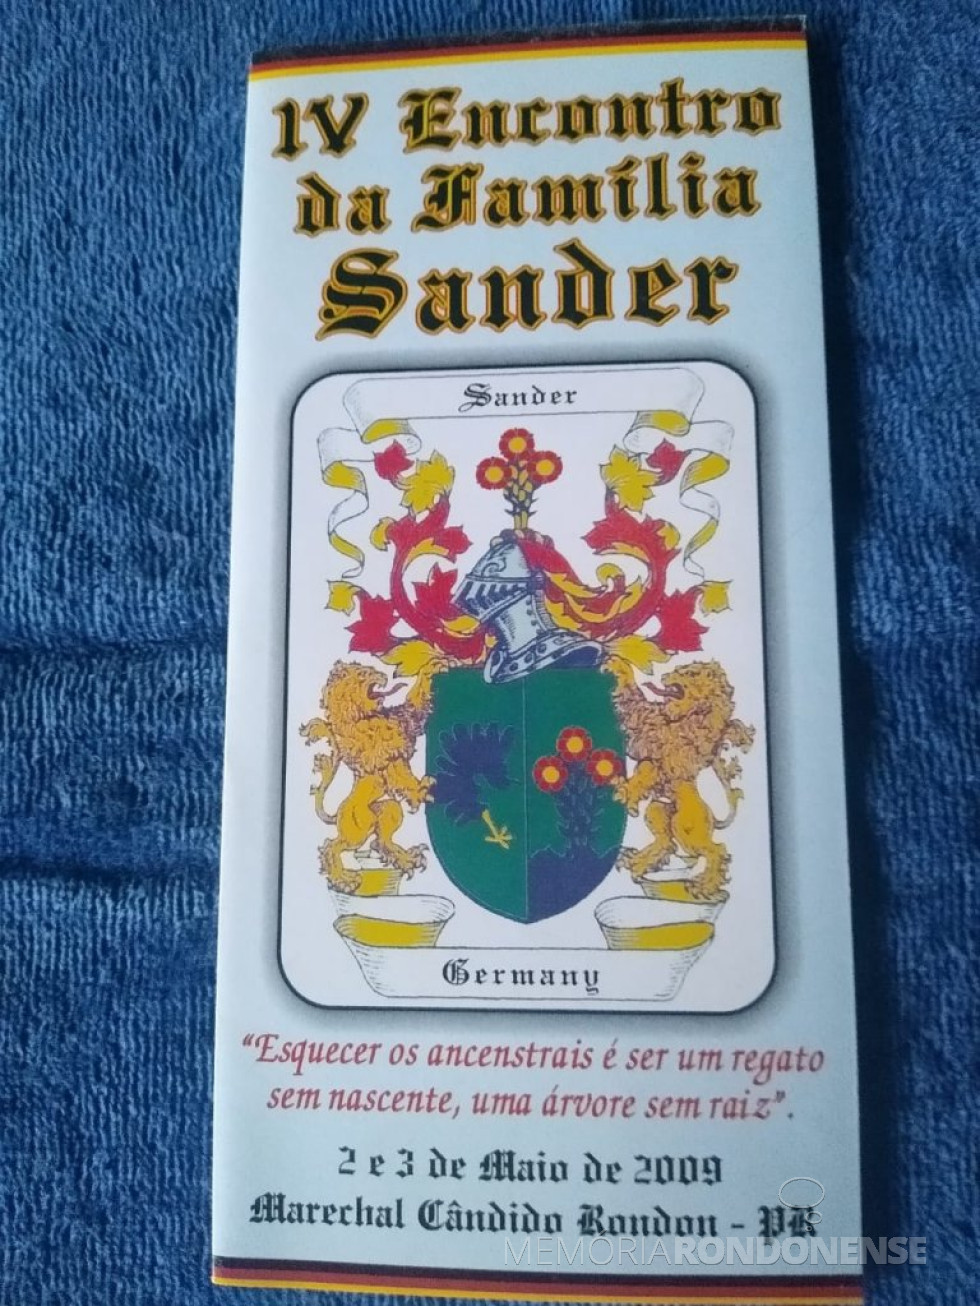 IV Encontro
da Família
Sander
Sander
Germany
"Esquecer os ancenstrais é ser um regato
sem nascente, uma árvore sem raiz".
2 e 3 de Maio de 2009
Marechal Cândido Rondon - PR
MEMÓRIARONDONENSE